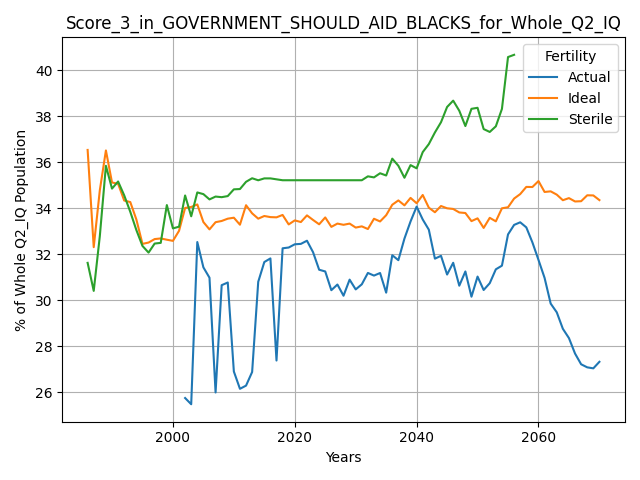 Score_3_in_GOVERNMENT_SHOULD_AID_BLACKS_for_Whole_Q2_IQ
Fertility
Actual
Ideal
Sterile
% of Whole Q2_IQ Population
40
38
36
34
32
30
28
26
2000
2020
2040
2060
Years